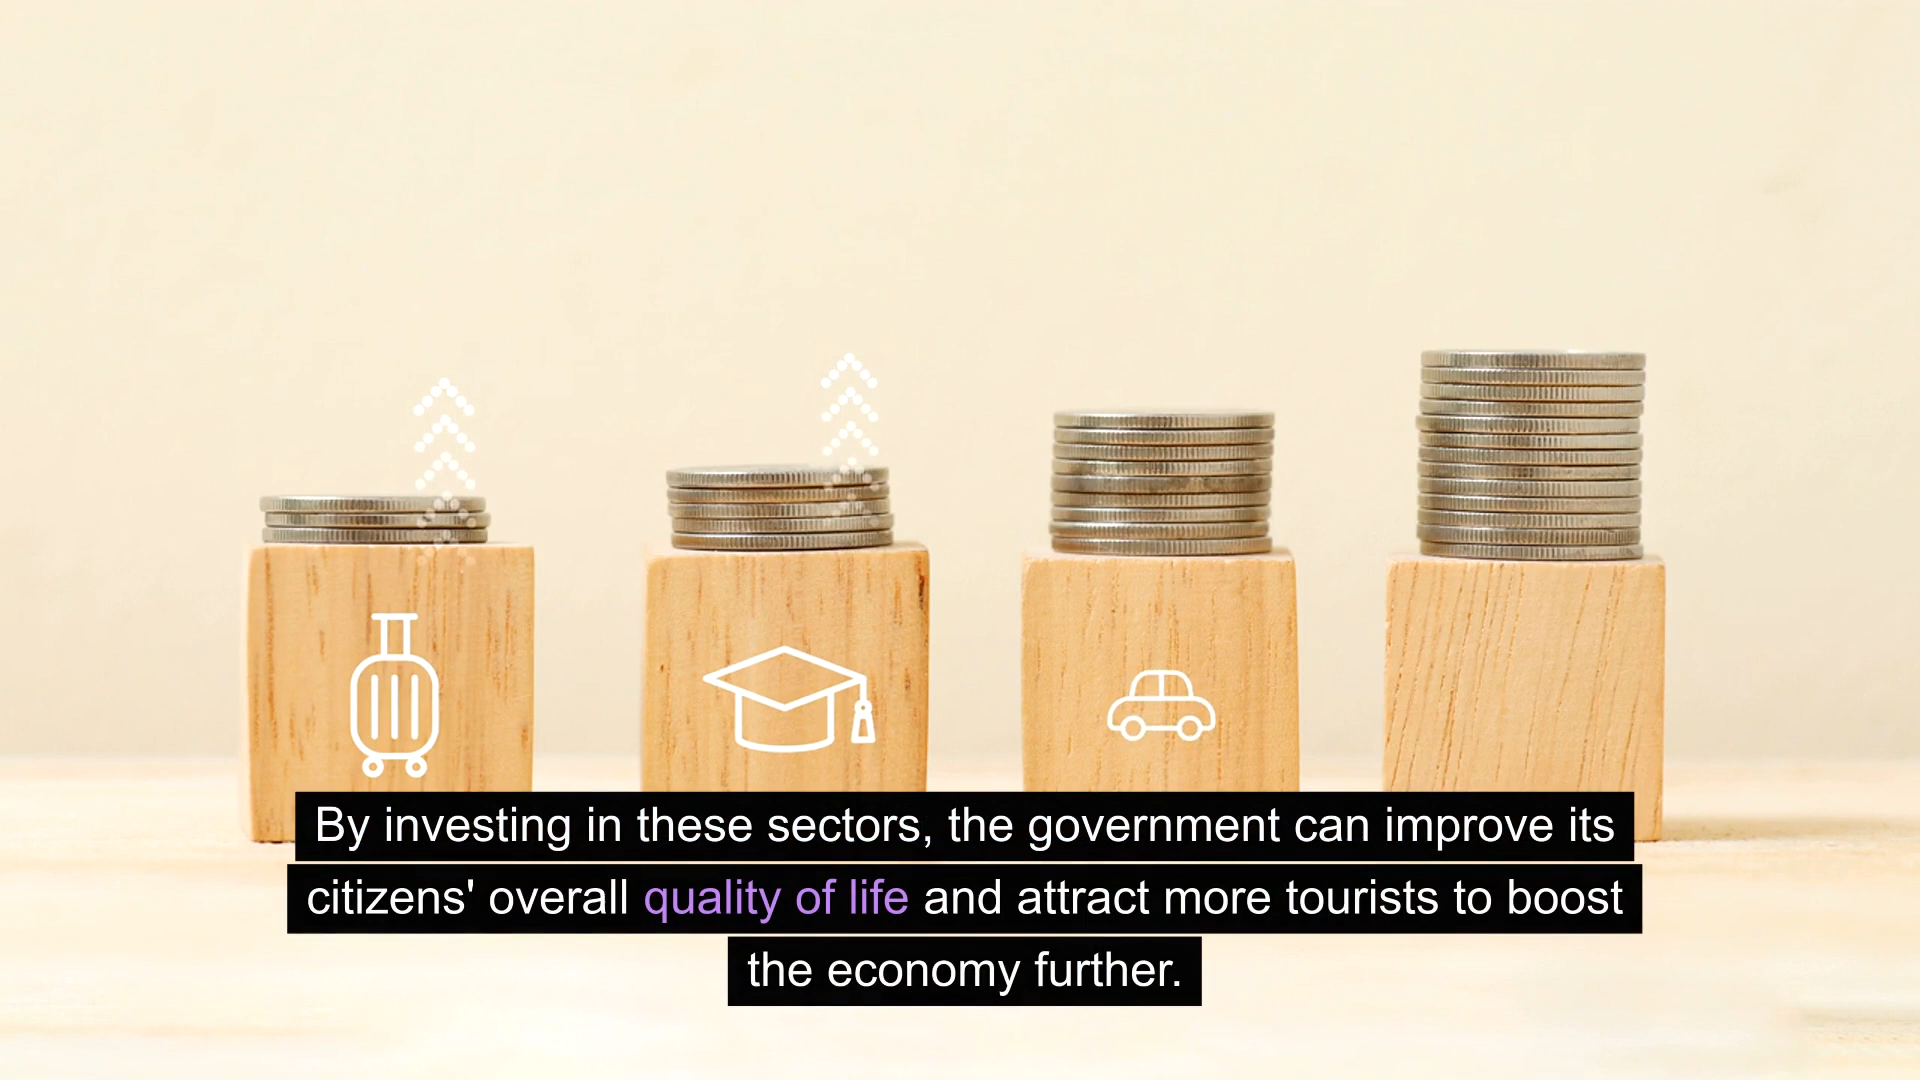 By investing in these sectors, the government can improve its
citizens' overall quality of life and attract more tourists to boost
the economy further.